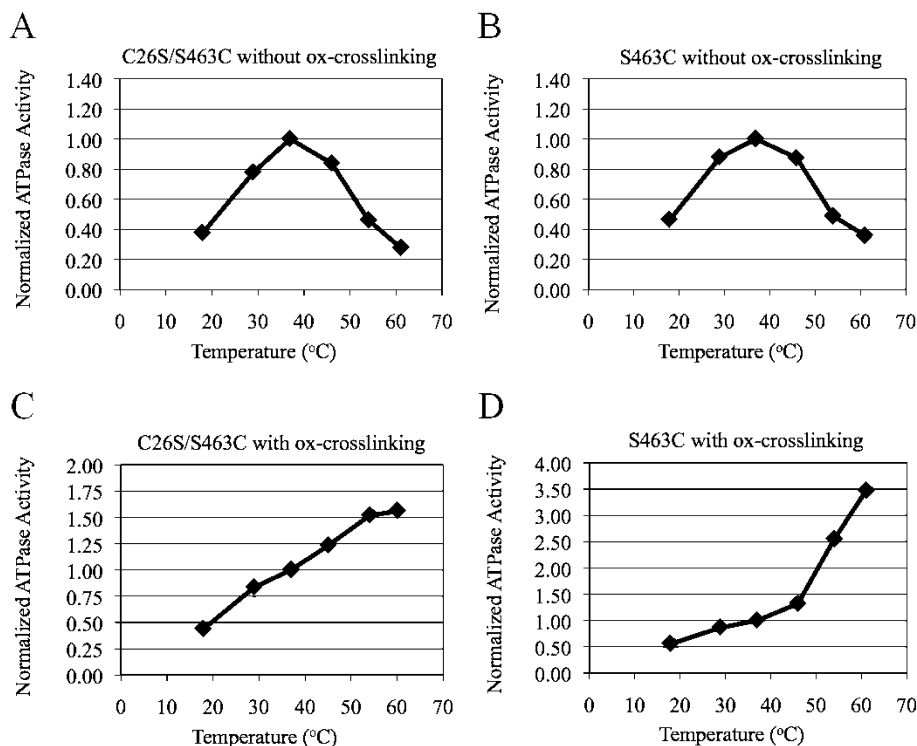 A
C26S/S463C without ox-crosslinking
Normalized ATPase Activity
1.40
1.20
1.00
0.80
0.60
0.40
0.20
0.00
0 10 20 30 40 50 60 70
Temperature (°C)
B
S463C without ox-crosslinking
Normalized ATPase Activity
1.40
1.20
1.00
0.80
0.60
0.40
0.20
0.00
0 10 20 30 40 50 60 70
Temperature (°C)
C
C26S/S463C with ox-crosslinking
Normalized ATPase Activity
2.00
1.75
1.50
1.25
1.00
0.75
0.50
0.25
0.00
0 10 20 30 40 50 60 70
Temperature (°C)
D
S463C with ox-crosslinking
Normalized ATPase Activity
4.00
3.50
3.00
2.50
2.00
1.50
1.00
0.50
0.00
0 10 20 30 40 50 60 70
Temperature (°C)